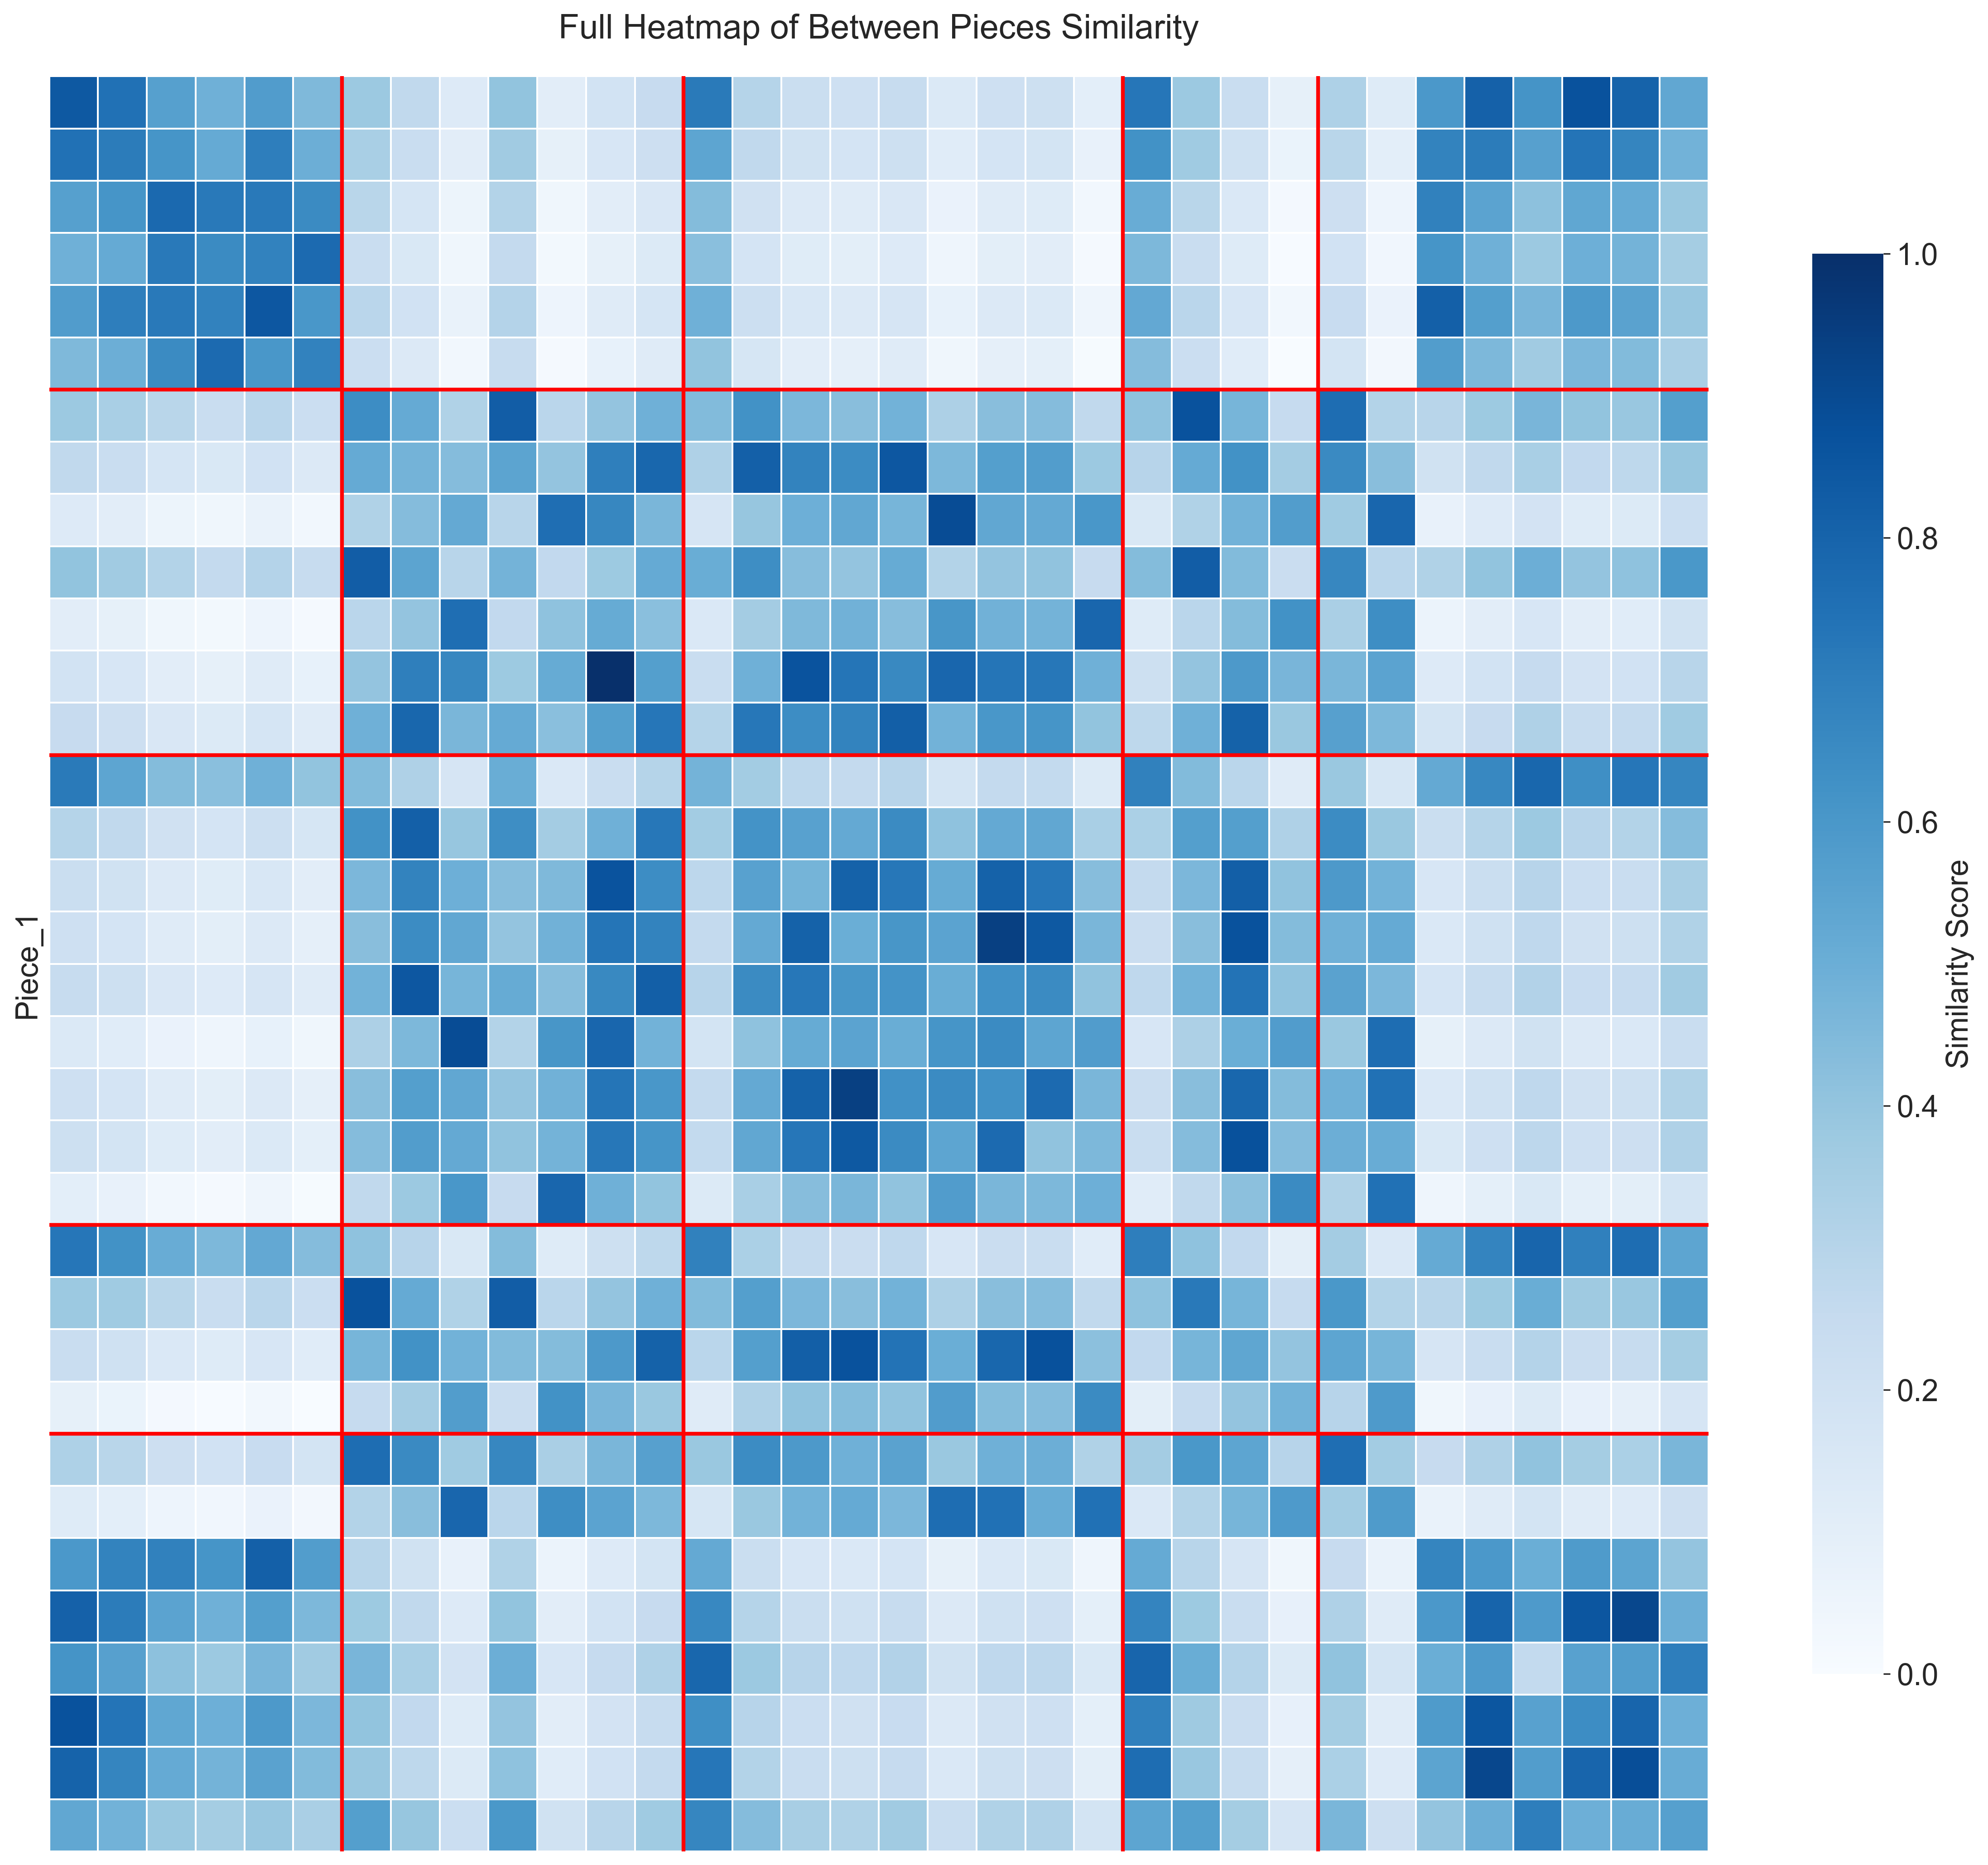 Full Heatmap of Between Pieces Similarity
Piece_1
1.0
0.8
0.6
0.4
0.2
0.0
Similarity Score